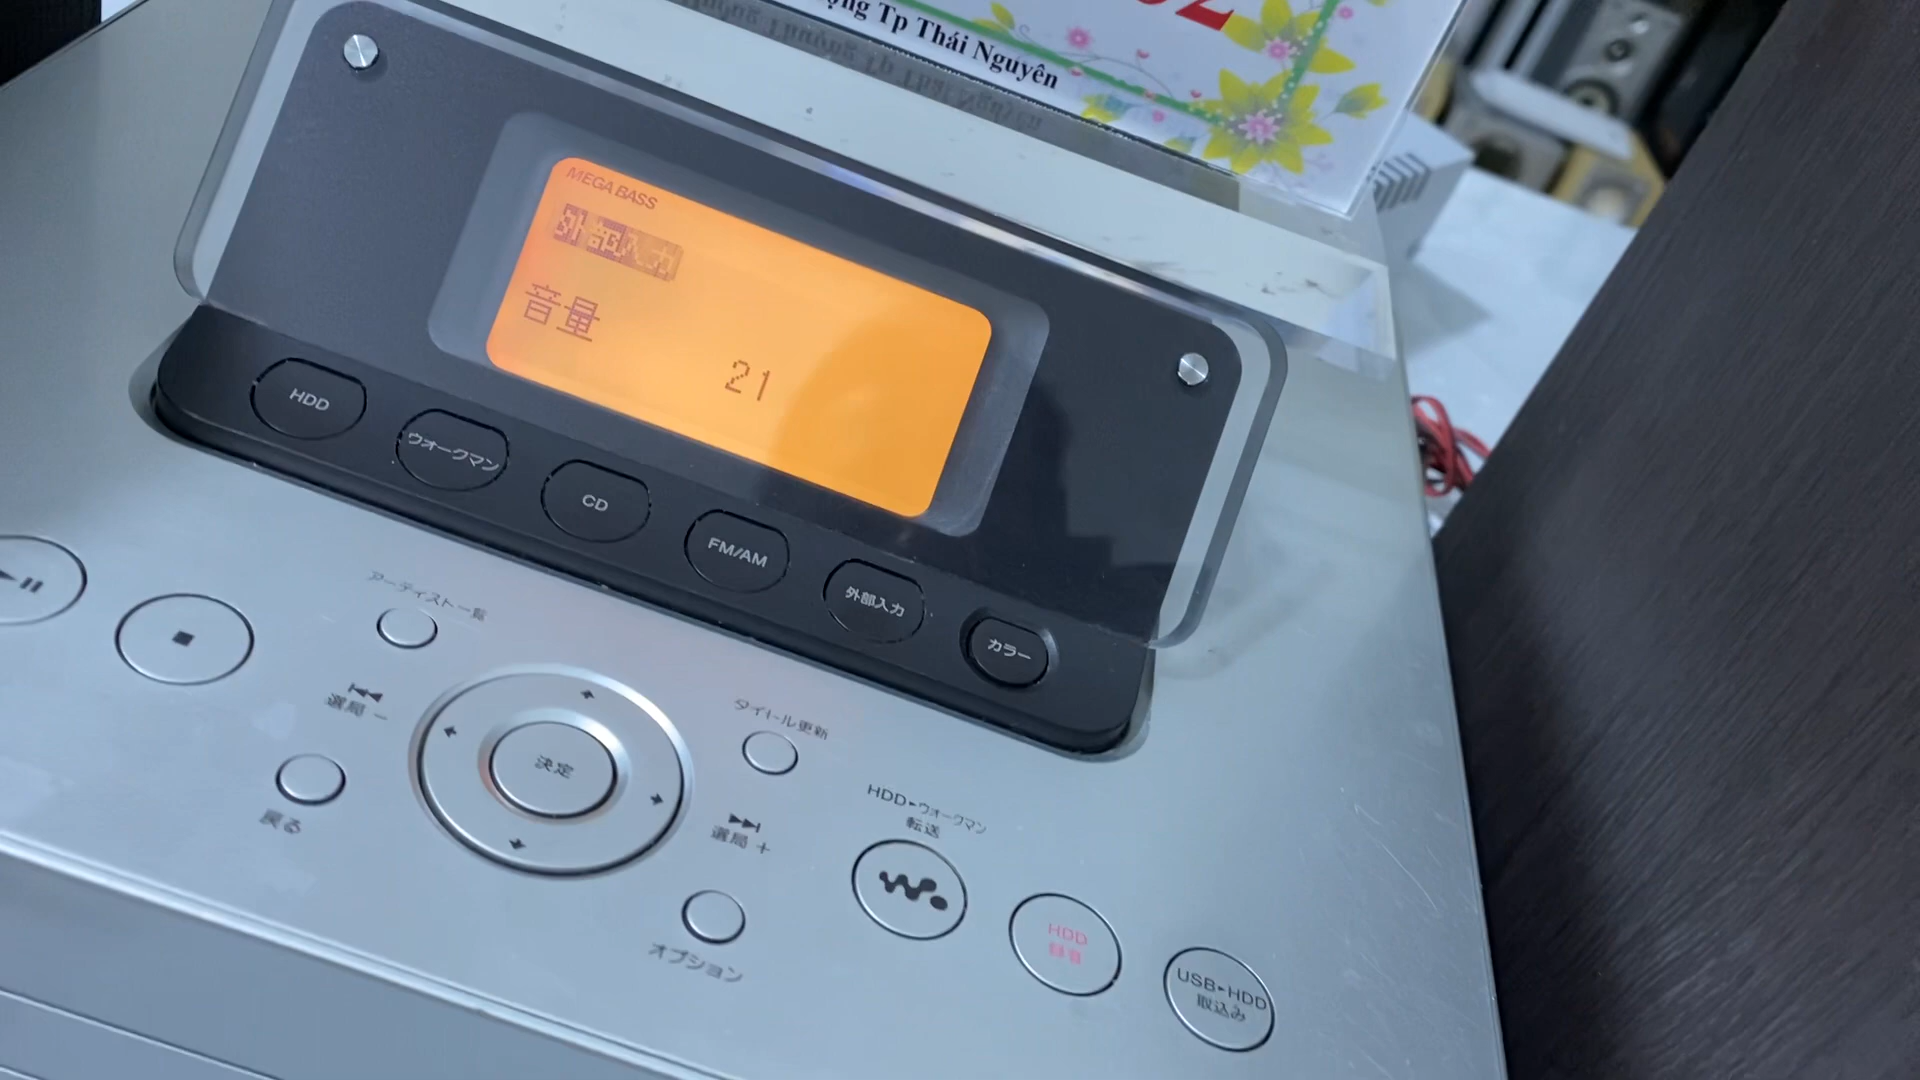 Tp Thái Nguyên
MEGA BASS
外部入力
音量
21
HDD
ウォークマン
CD
FM/AM
外部入力
カラー
アーティスト一覧
選局 −
決定
タイトル更新
戻る
選局 +
HDD▸ウォークマン
転送
オプション
HDD
録音
USB▸HDD
取込み